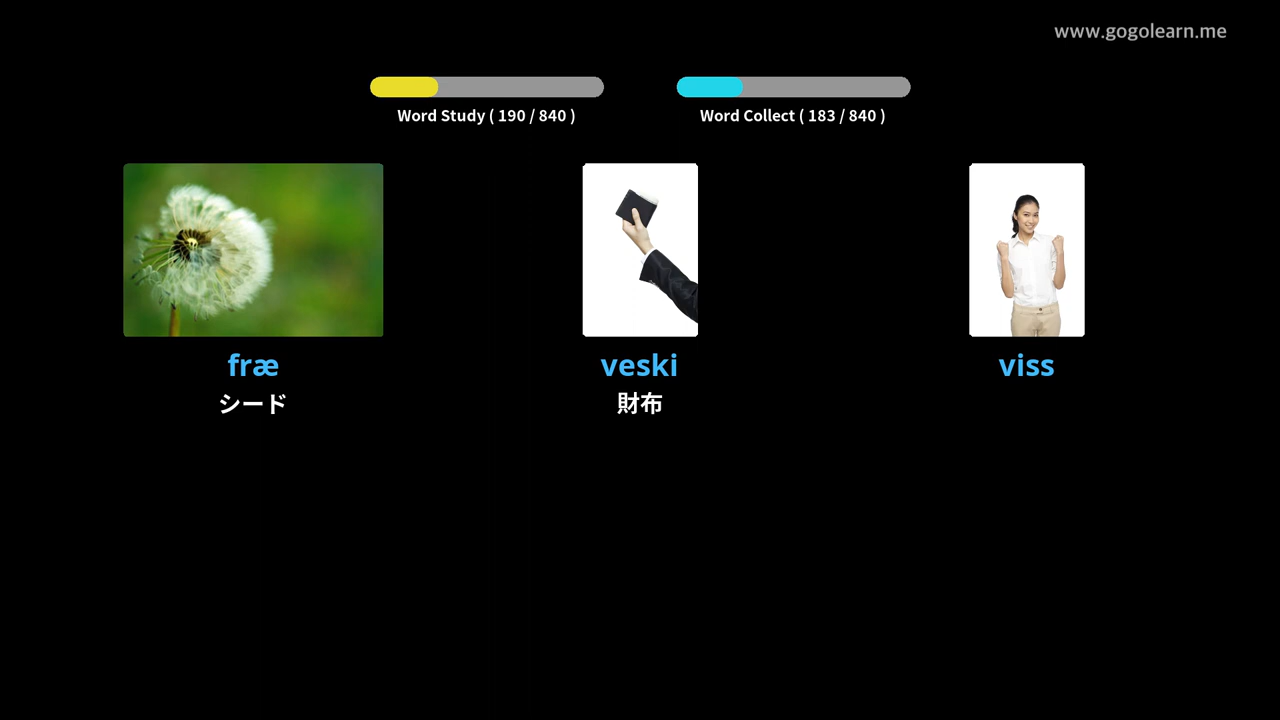 www.gogolearn.me
Word Study ( 190 / 840 )
Word Collect ( 183 / 840 )
fræ
シード
veski
財布
viss